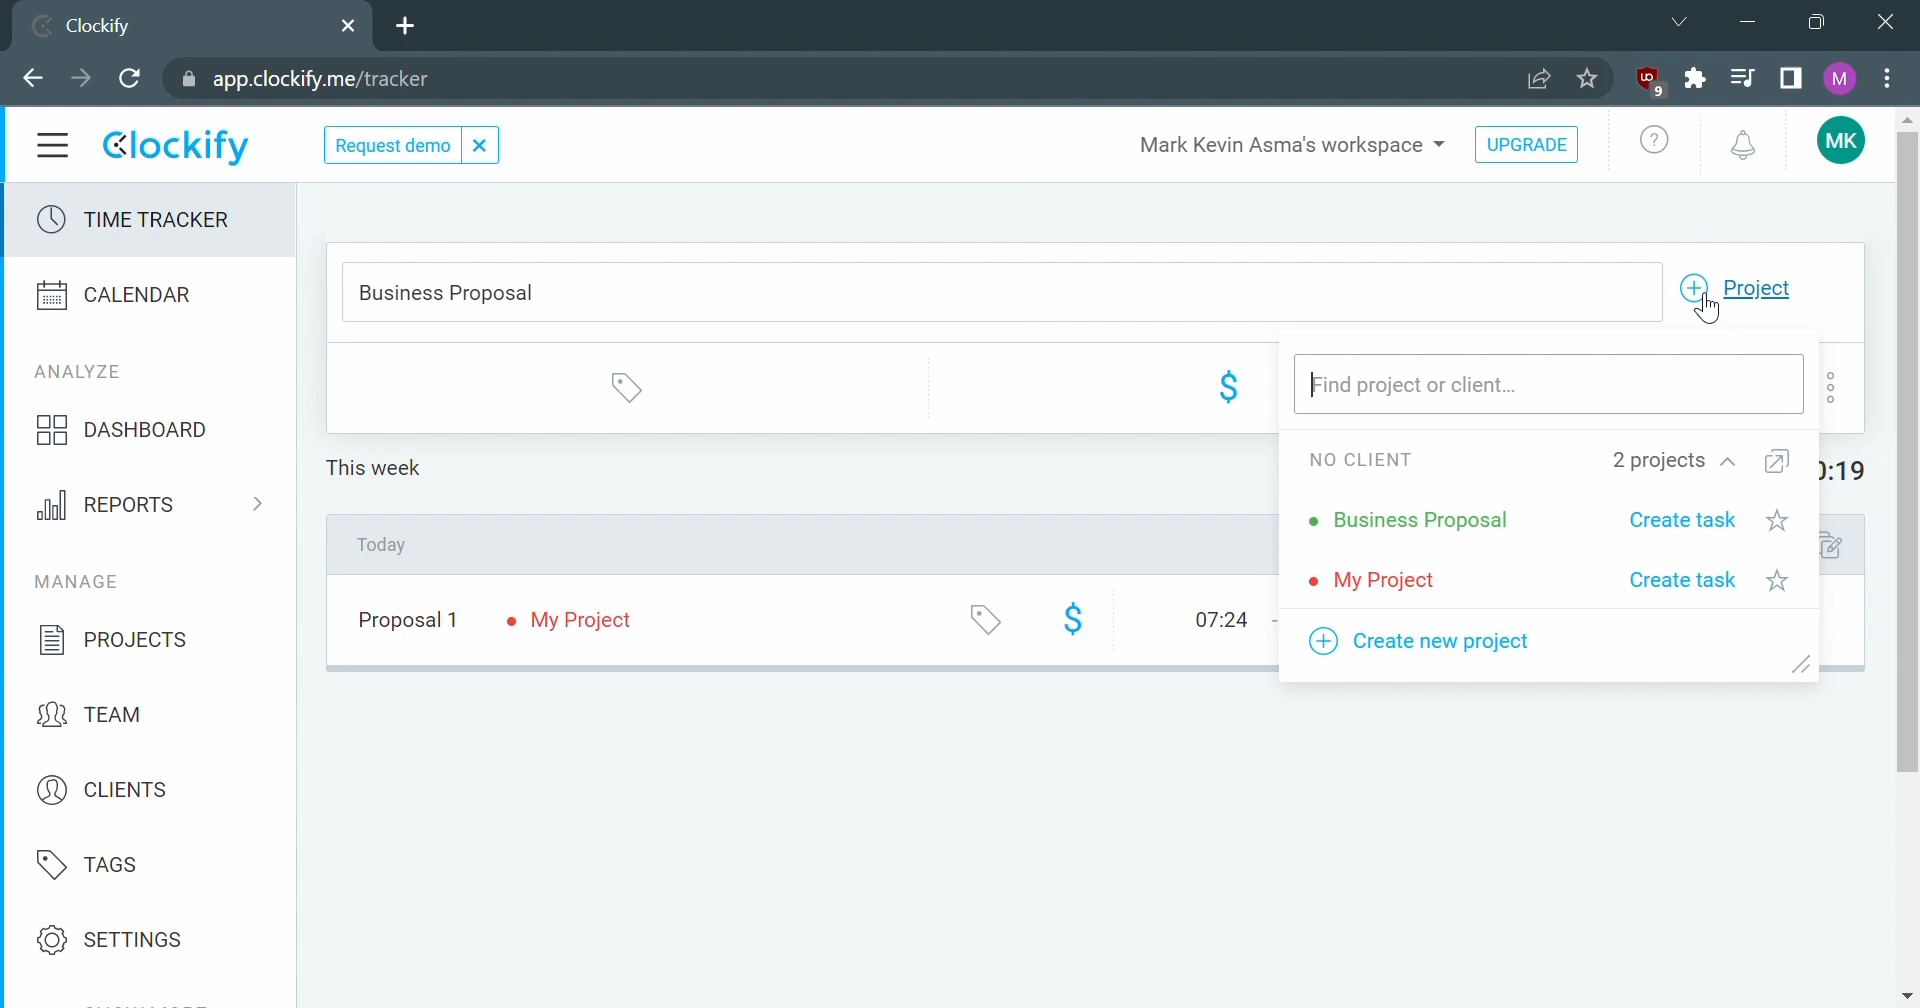 Clockify
app.clockify.me/tracker
9
M
Clockify
Request demo
Mark Kevin Asma's workspace
UPGRADE
?
MK
TIME TRACKER
CALENDAR
ANALYZE
DASHBOARD
REPORTS
MANAGE
PROJECTS
TEAM
CLIENTS
TAGS
SETTINGS
Business Proposal
Project
$
This week
0:19
Today
Proposal 1
My Project
$
07:24 -
Find project or client...
NO CLIENT
2 projects
Business Proposal
Create task
My Project
Create task
Create new project